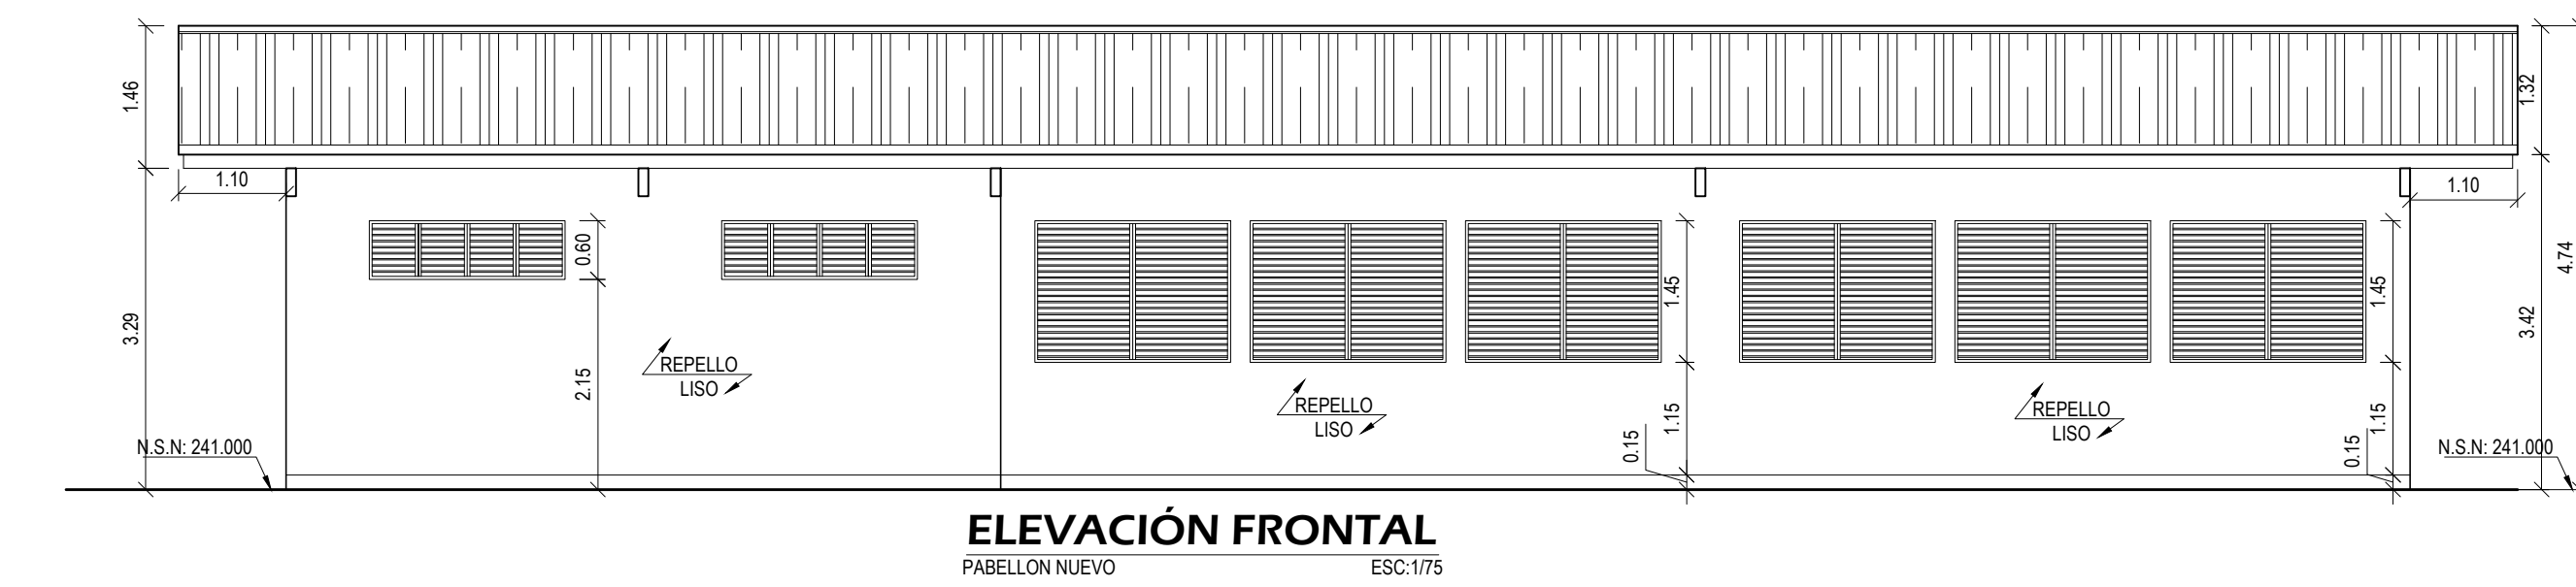 1.46
1.32
1.10
1.10
0.60
4.74
1.45
1.45
3.29
3.42
2.15
REPELLO
LISO
REPELLO
LISO
REPELLO
LISO
1.15
1.15
0.15
0.15
N.S.N: 241.000
N.S.N: 241.000
ELEVACIÓN FRONTAL
PABELLON NUEVO
ESC:1/75